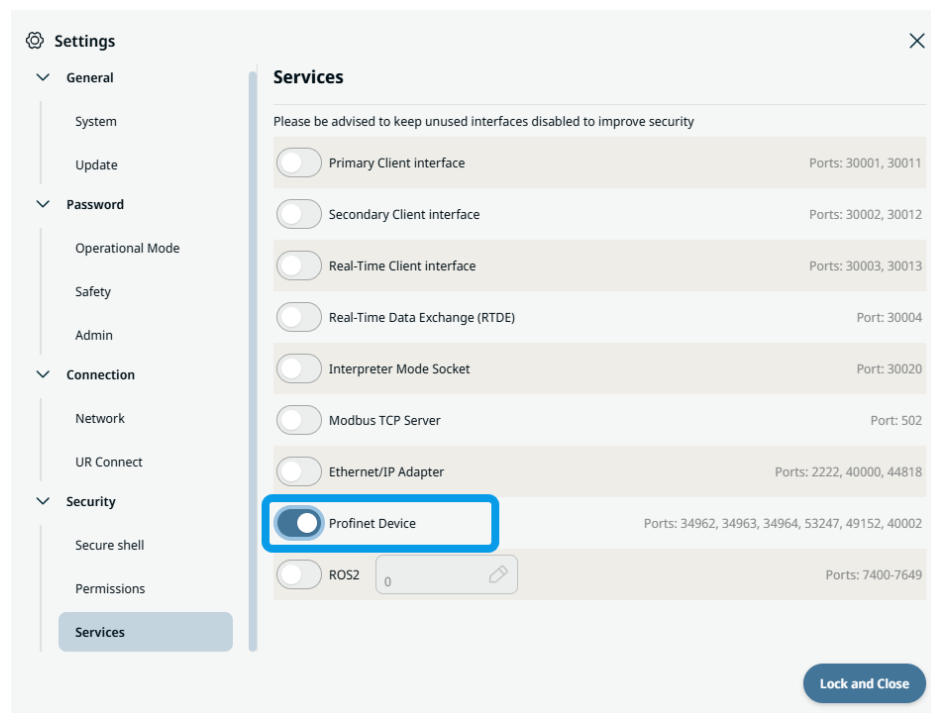 Settings
General
System
Update
Password
Operational Mode
Safety
Admin
Connection
Network
UR Connect
Security
Secure shell
Permissions
Services
Services
Please be advised to keep unused interfaces disabled to improve security
Primary Client interface Ports: 30001, 30011
Secondary Client interface Ports: 30002, 30012
Real-Time Client interface Ports: 30003, 30013
Real-Time Data Exchange (RTDE) Port: 30004
Interpreter Mode Socket Port: 30020
Modbus TCP Server Port: 502
Ethernet/IP Adapter Ports: 2222, 40000, 44818
Profinet Device Ports: 34962, 34963, 34964, 53247, 49152, 40002
ROS2 0 Ports: 7400-7649
Lock and Close